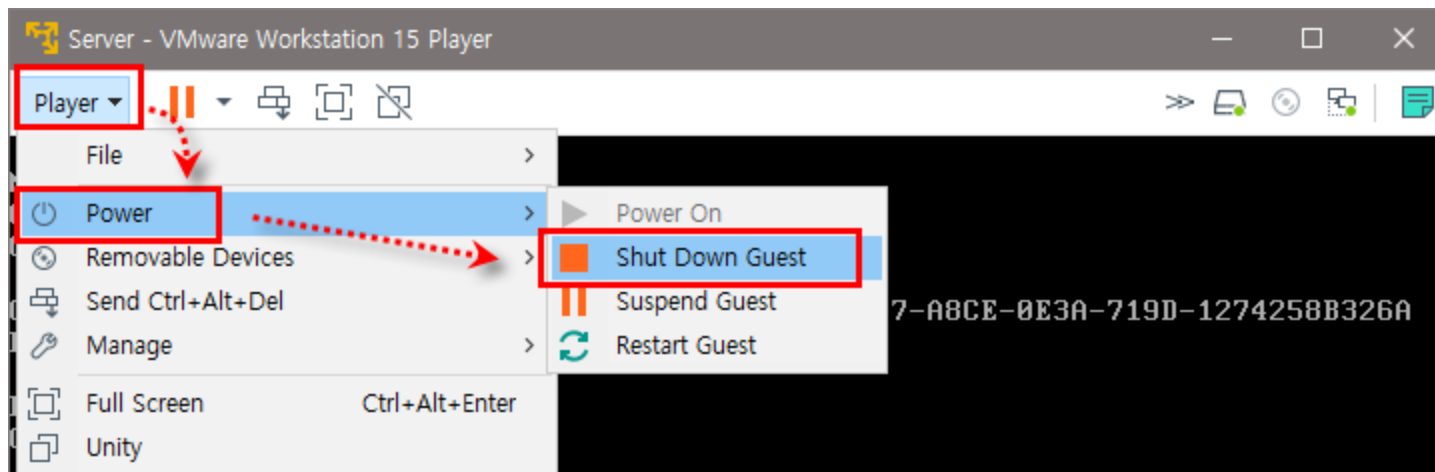 Server - VMware Workstation 15 Player
Player
File
Power
Removable Devices
Send Ctrl+Alt+Del
Manage
Full Screen Ctrl+Alt+Enter
Unity
Power On
Shut Down Guest
Suspend Guest
Restart Guest
7-A8CE-0E3A-719D-1274258B326A